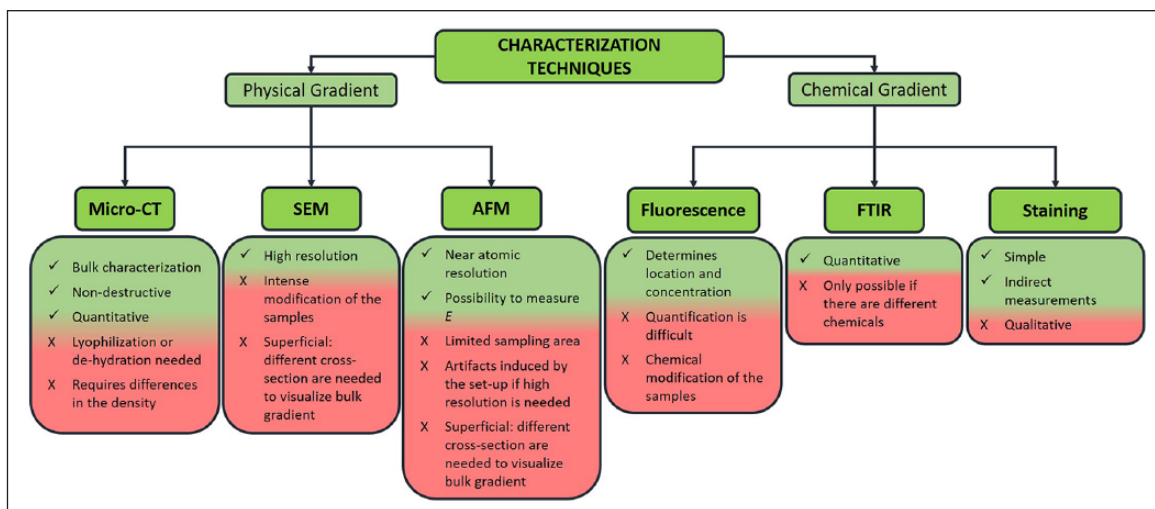 CHARACTERIZATION
TECHNIQUES
Physical Gradient
Chemical Gradient
Micro-CT
✓ Bulk characterization
✓ Non-destructive
✓ Quantitative
X Lyophilization or
de-hydration needed
X Requires differences
in the density
SEM
✓ High resolution
X Intense
modification of the
samples
X Superficial:
different cross-
section are needed
to visualize bulk
gradient
AFM
✓ Near atomic
resolution
✓ Possibility to measure
E
X Limited sampling area
X Artifacts induced by
the set-up if high
resolution is needed
X Superficial: different
cross-section are
needed to visualize
bulk gradient
Fluorescence
✓ Determines
location and
concentration
X Quantification is
difficult
X Chemical
modification of the
samples
FTIR
✓ Quantitative
X Only possible if
there are different
chemicals
Staining
✓ Simple
✓ Indirect
measurements
X Qualitative